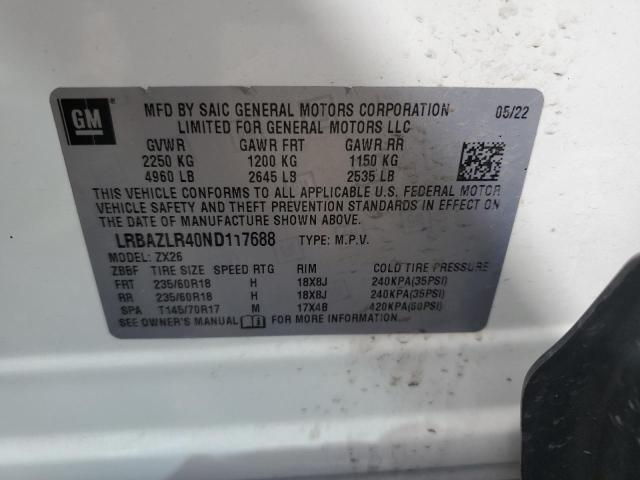 GM
MFD BY SAIC GENERAL MOTORS CORPORATION 05/22
LIMITED FOR GENERAL MOTORS LLC
GVWR GAWR FRT GAWR RR
2250 KG 1200 KG 1150 KG
4960 LB 2645 LB 2535 LB
THIS VEHICLE CONFORMS TO ALL APPLICABLE U.S. FEDERAL MOTOR
VEHICLE SAFETY AND THEFT PREVENTION STANDARDS IN EFFECT ON
THE DATE OF MANUFACTURE SHOWN ABOVE.
LRBAZLR40ND117688 TYPE: M.P.V.
MODEL: ZX26
ZBBF TIRE SIZE SPEED RTG RIM COLD TIRE PRESSURE
FRT 235/60R18 H 18X8J 240KPA(35PSI)
RR 235/60R18 H 18X8J 240KPA(35PSI)
SPA T145/70R17 M 17X4B 420KPA(60PSI)
SEE OWNER'S MANUAL FOR MORE INFORMATION